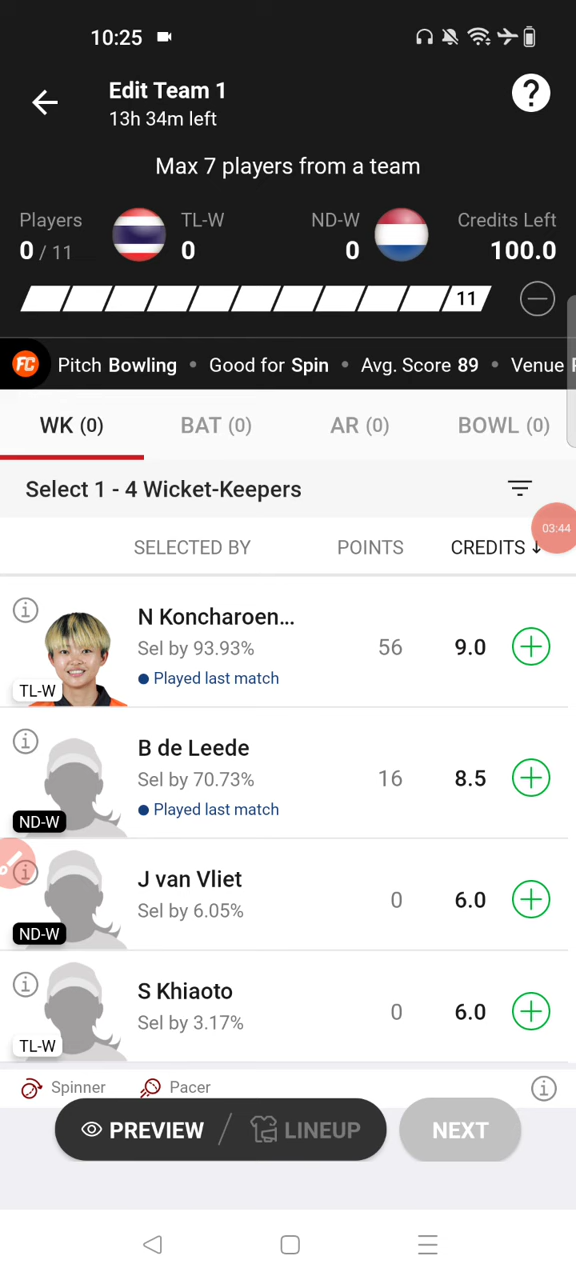 10:25
Edit Team 1
13h 34m left
?
Max 7 players from a team
Players TL-W ND-W Credits Left
0 / 11 0 0 100.0
11
FC Pitch Bowling • Good for Spin • Avg. Score 89 • Venue
WK (0) BAT (0) AR (0) BOWL (0)
Select 1 - 4 Wicket-Keepers
03:44
SELECTED BY POINTS CREDITS ↓
N Koncharoen...
Sel by 93.93% 56 9.0
Played last match
TL-W
B de Leede
Sel by 70.73% 16 8.5
Played last match
ND-W
J van Vliet
Sel by 6.05% 0 6.0
ND-W
S Khiaoto
Sel by 3.17% 0 6.0
TL-W
Spinner Pacer
PREVIEW / LINEUP NEXT